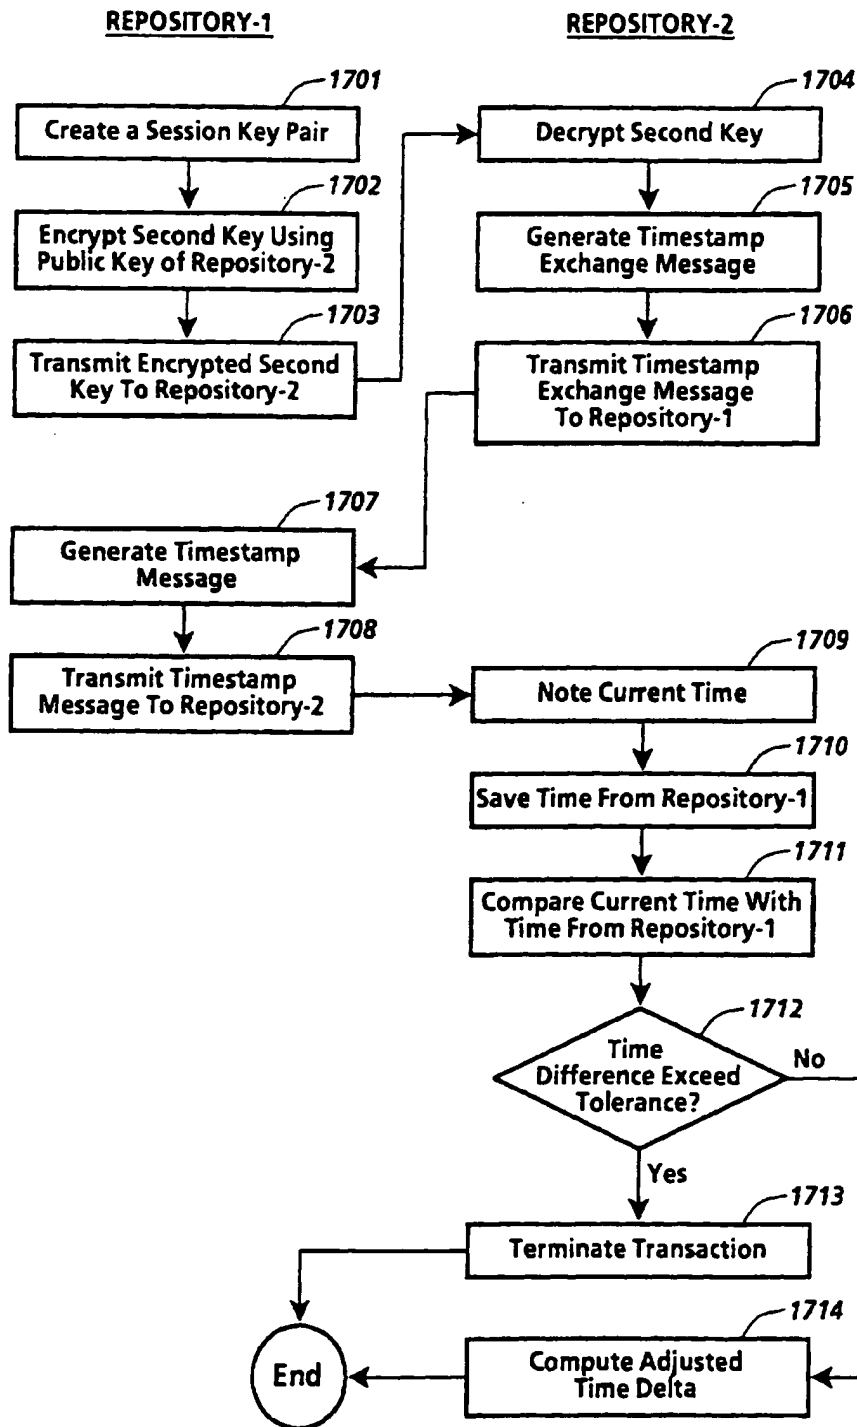 REPOSITORY-1
REPOSITORY-2
1701
Create a Session Key Pair
1702
Encrypt Second Key Using
Public Key of Repository-2
1703
Transmit Encrypted Second
Key To Repository-2
1704
Decrypt Second Key
1705
Generate Timestamp
Exchange Message
1706
Transmit Timestamp
Exchange Message
To Repository-1
1707
Generate Timestamp
Message
1708
Transmit Timestamp
Message To Repository-2
1709
Note Current Time
1710
Save Time From Repository-1
1711
Compare Current Time With
Time From Repository-1
1712
Time
Difference Exceed
Tolerance?
No
Yes
1713
Terminate Transaction
1714
Compute Adjusted
Time Delta
End